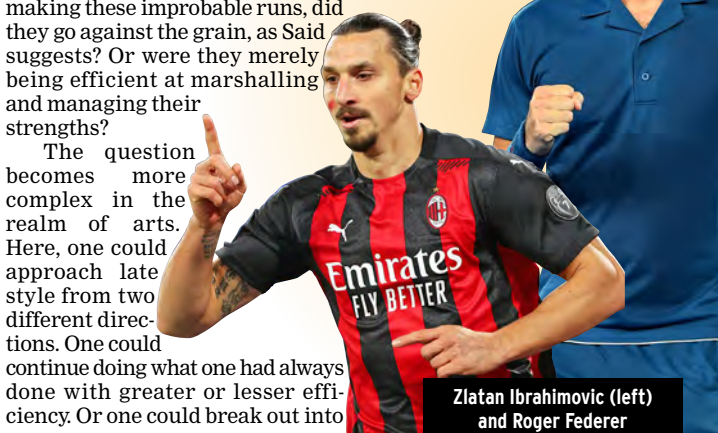 making these improbable runs, did
they go against the grain, as Said
suggests? Or were they merely
being efficient at marshalling
and managing their
strengths?
The question
becomes more
complex in the
realm of arts.
Here, one could
approach late
style from two
different direc-
tions. One could
continue doing what one had always
done with greater or lesser effi-
ciency. Or one could break out into
Emirates
FLY BETTER
Zlatan Ibrahimovic (left)
and Roger Federer